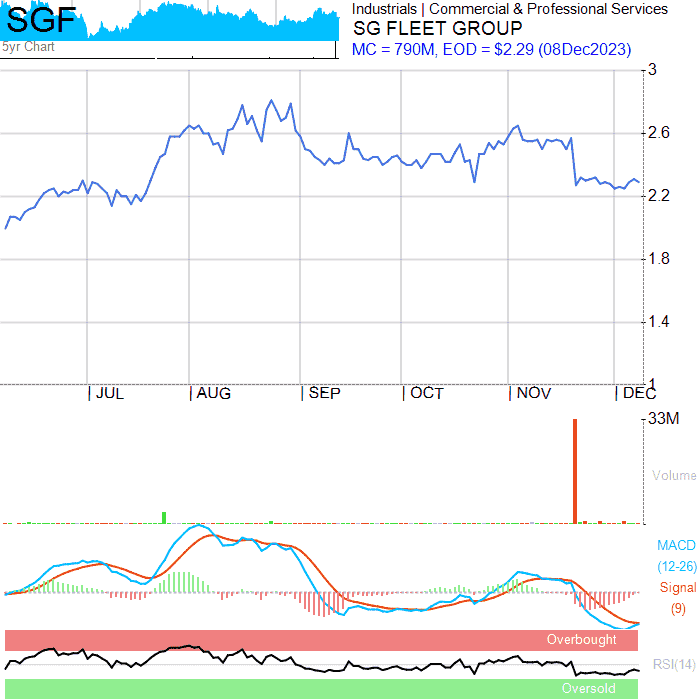 SGF
5yr Chart
Industrials | Commercial & Professional Services
SG FLEET GROUP
MC = 790M, EOD = $2.29 (08Dec2023)
3
2.6
2.2
1.8
1.4
1
| JUL | AUG | SEP | OCT | NOV | DEC
33M
Volume
MACD
(12-26)
Signal
(9)
Overbought
RSI(14)
Oversold